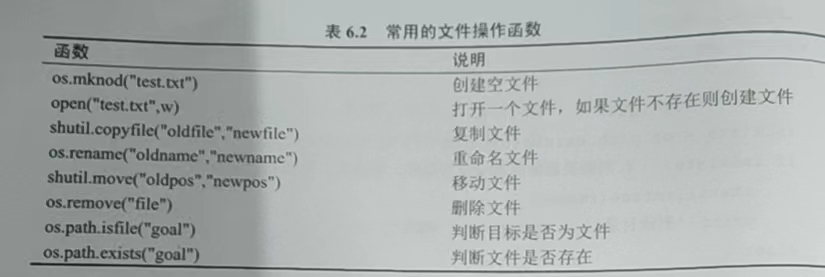 表 6.2 常用的文件操作函数
函数 说明
os.mknod("test.txt") 创建空文件
open("test.txt",w) 打开一个文件，如果文件不存在则创建文件
shutil.copyfile("oldfile","newfile") 复制文件
os.rename("oldname","newname") 重命名文件
shutil.move("oldpos","newpos") 移动文件
os.remove("file") 删除文件
os.path.isfile("goal") 判断目标是否为文件
os.path.exists("goal") 判断文件是否存在